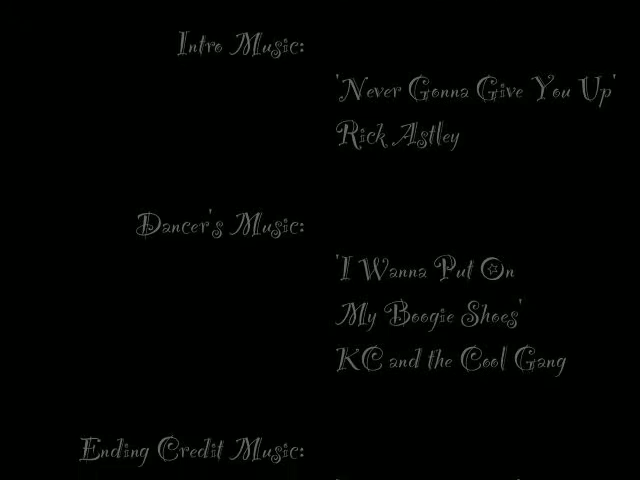 Intro Music:
'Never Gonna Give You Up'
Rick Astley
Dancer's Music:
'I Wanna Put On
My Boogie Shoes'
KC and the Cool Gang
Ending Credit Music: